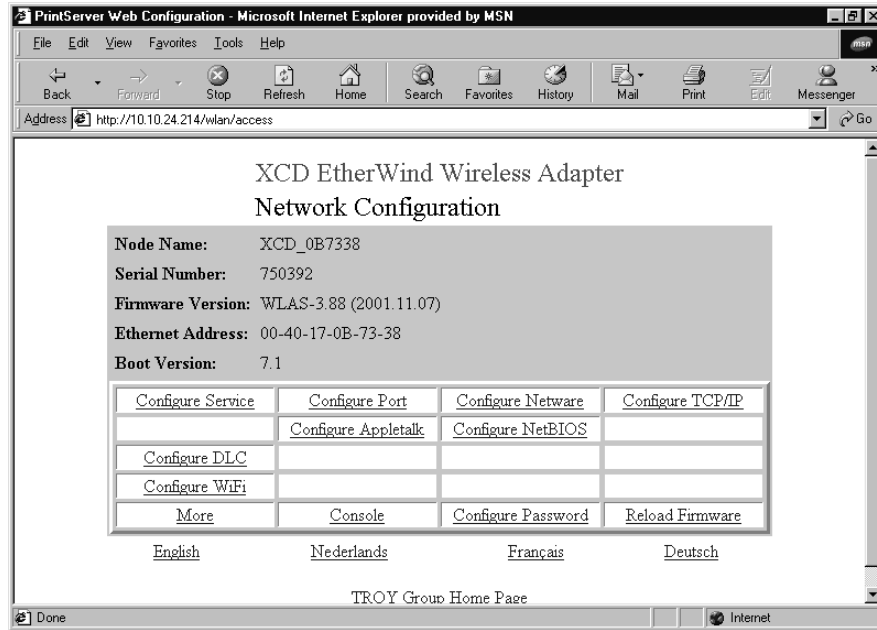 PrintServer Web Configuration - Microsoft Internet Explorer provided by MSN
File Edit View Favorites Tools Help
msn
Back Forward Stop Refresh Home Search Favorites History Mail Print Edit Messenger »
Address http://10.10.24.214/wlan/access Go
XCD EtherWind Wireless Adapter
Network Configuration
Node Name: XCD_0B7338
Serial Number: 750392
Firmware Version: WLAS-3.88 (2001.11.07)
Ethernet Address: 00-40-17-0B-73-38
Boot Version: 7.1
Configure Service Configure Port Configure Netware Configure TCP/IP
Configure Appletalk Configure NetBIOS
Configure DLC
Configure WiFi
More Console Configure Password Reload Firmware
English Nederlands Français Deutsch
TROY Group Home Page
Done Internet